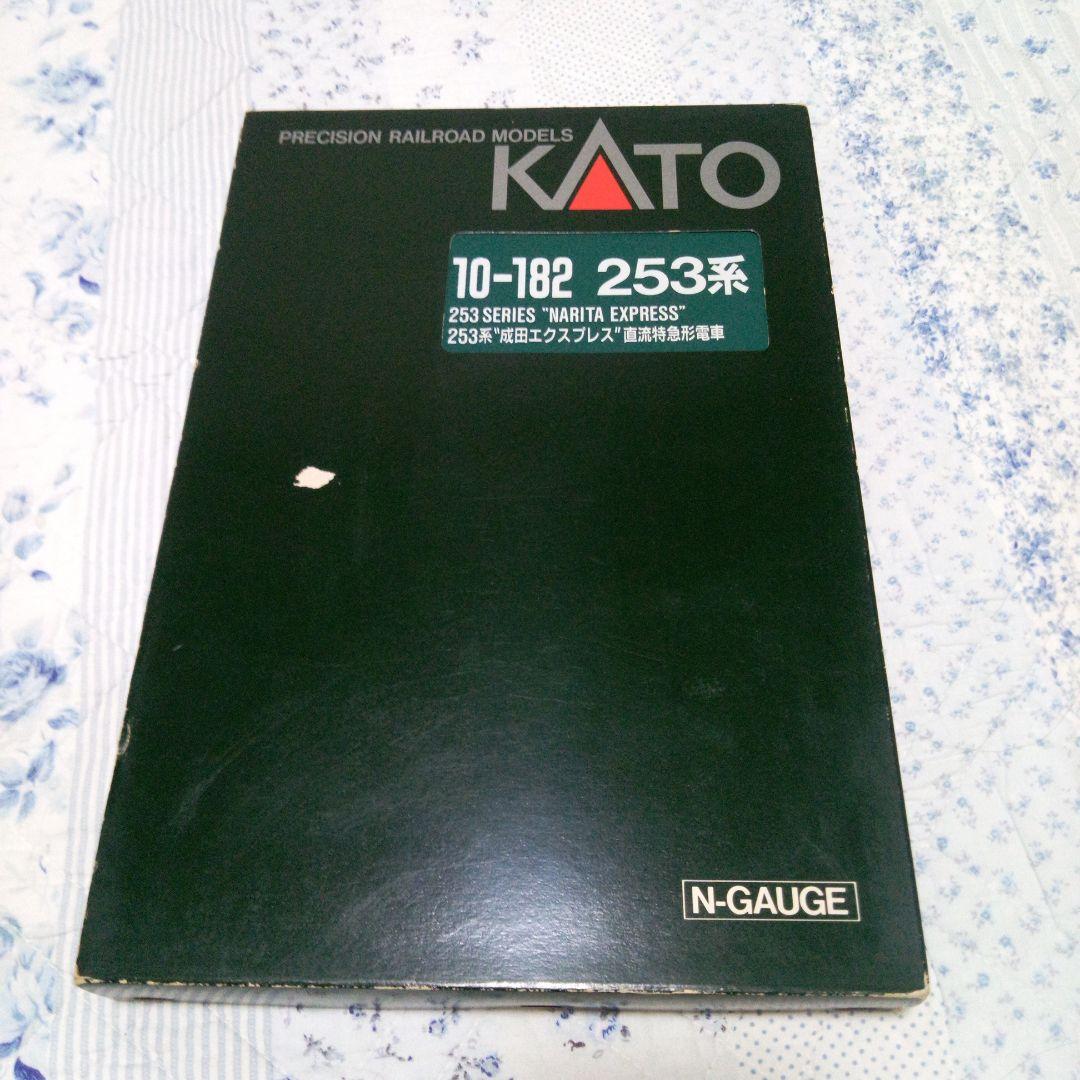 PRECISION RAILROAD MODELS
KATO
10-182 253系
253 SERIES "NARITA EXPRESS"
253系"成田エクスプレス"直流特急形電車
N-GAUGE